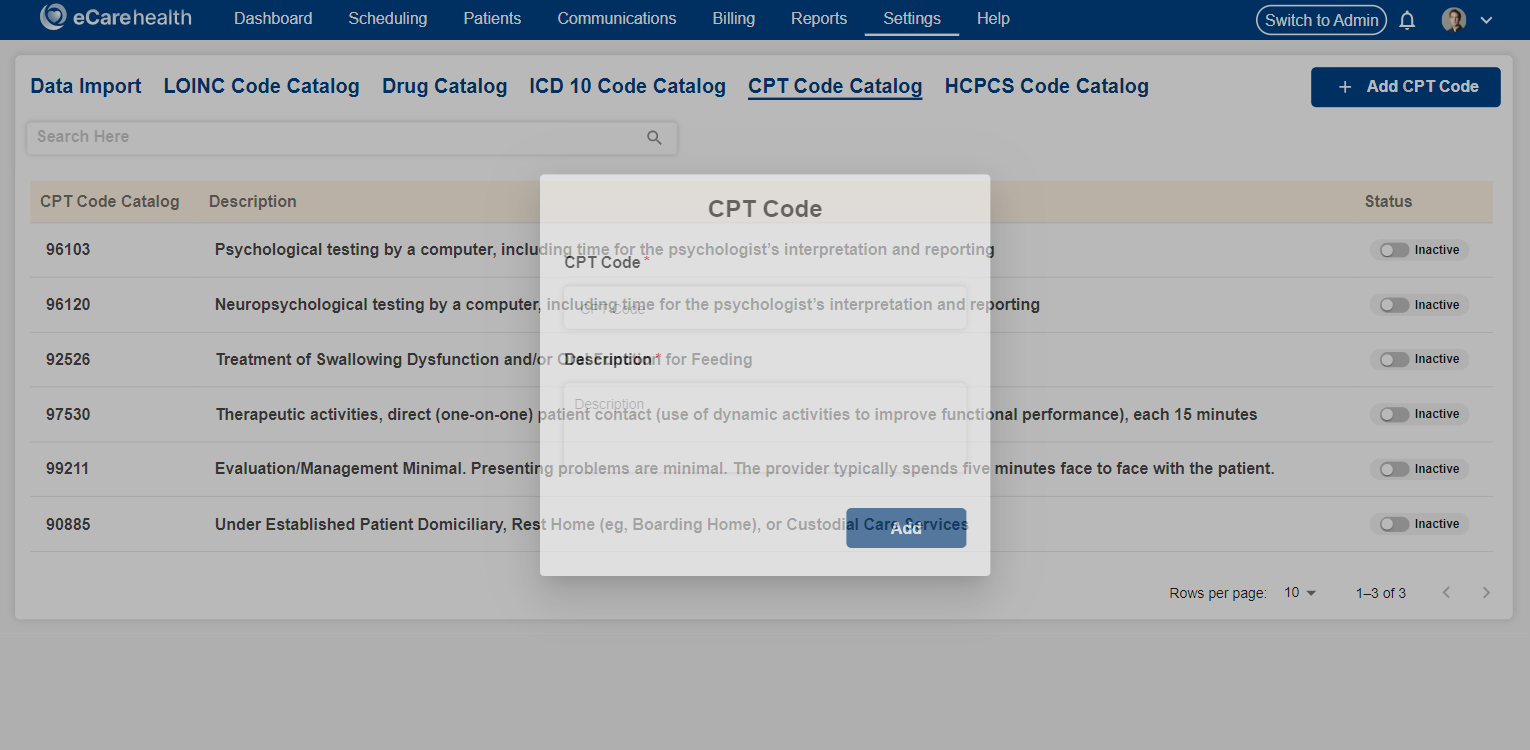 eCarehealth Dashboard Scheduling Patients Communications Billing Reports Settings Help Switch to Admin
Data Import LOINC Code Catalog Drug Catalog ICD 10 Code Catalog CPT Code Catalog HCPCS Code Catalog + Add CPT Code
Search Here
CPT Code Catalog Description Status
96103 Psychological testing by a computer, including time for the psychologist’s interpretation and reporting Inactive
96120 Neuropsychological testing by a computer, including time for the psychologist’s interpretation and reporting Inactive
92526 Treatment of Swallowing Dysfunction and/or Oral Function for Feeding Inactive
97530 Therapeutic activities, direct (one-on-one) patient contact (use of dynamic activities to improve functional performance), each 15 minutes Inactive
99211 Evaluation/Management Minimal. Presenting problems are minimal. The provider typically spends five minutes face to face with the patient. Inactive
90885 Under Established Patient Domiciliary, Rest Home (eg, Boarding Home), or Custodial Care Services Inactive
CPT Code
CPT Code *
CPT Code
Description *
Description
Add
Rows per page: 10 1–3 of 3